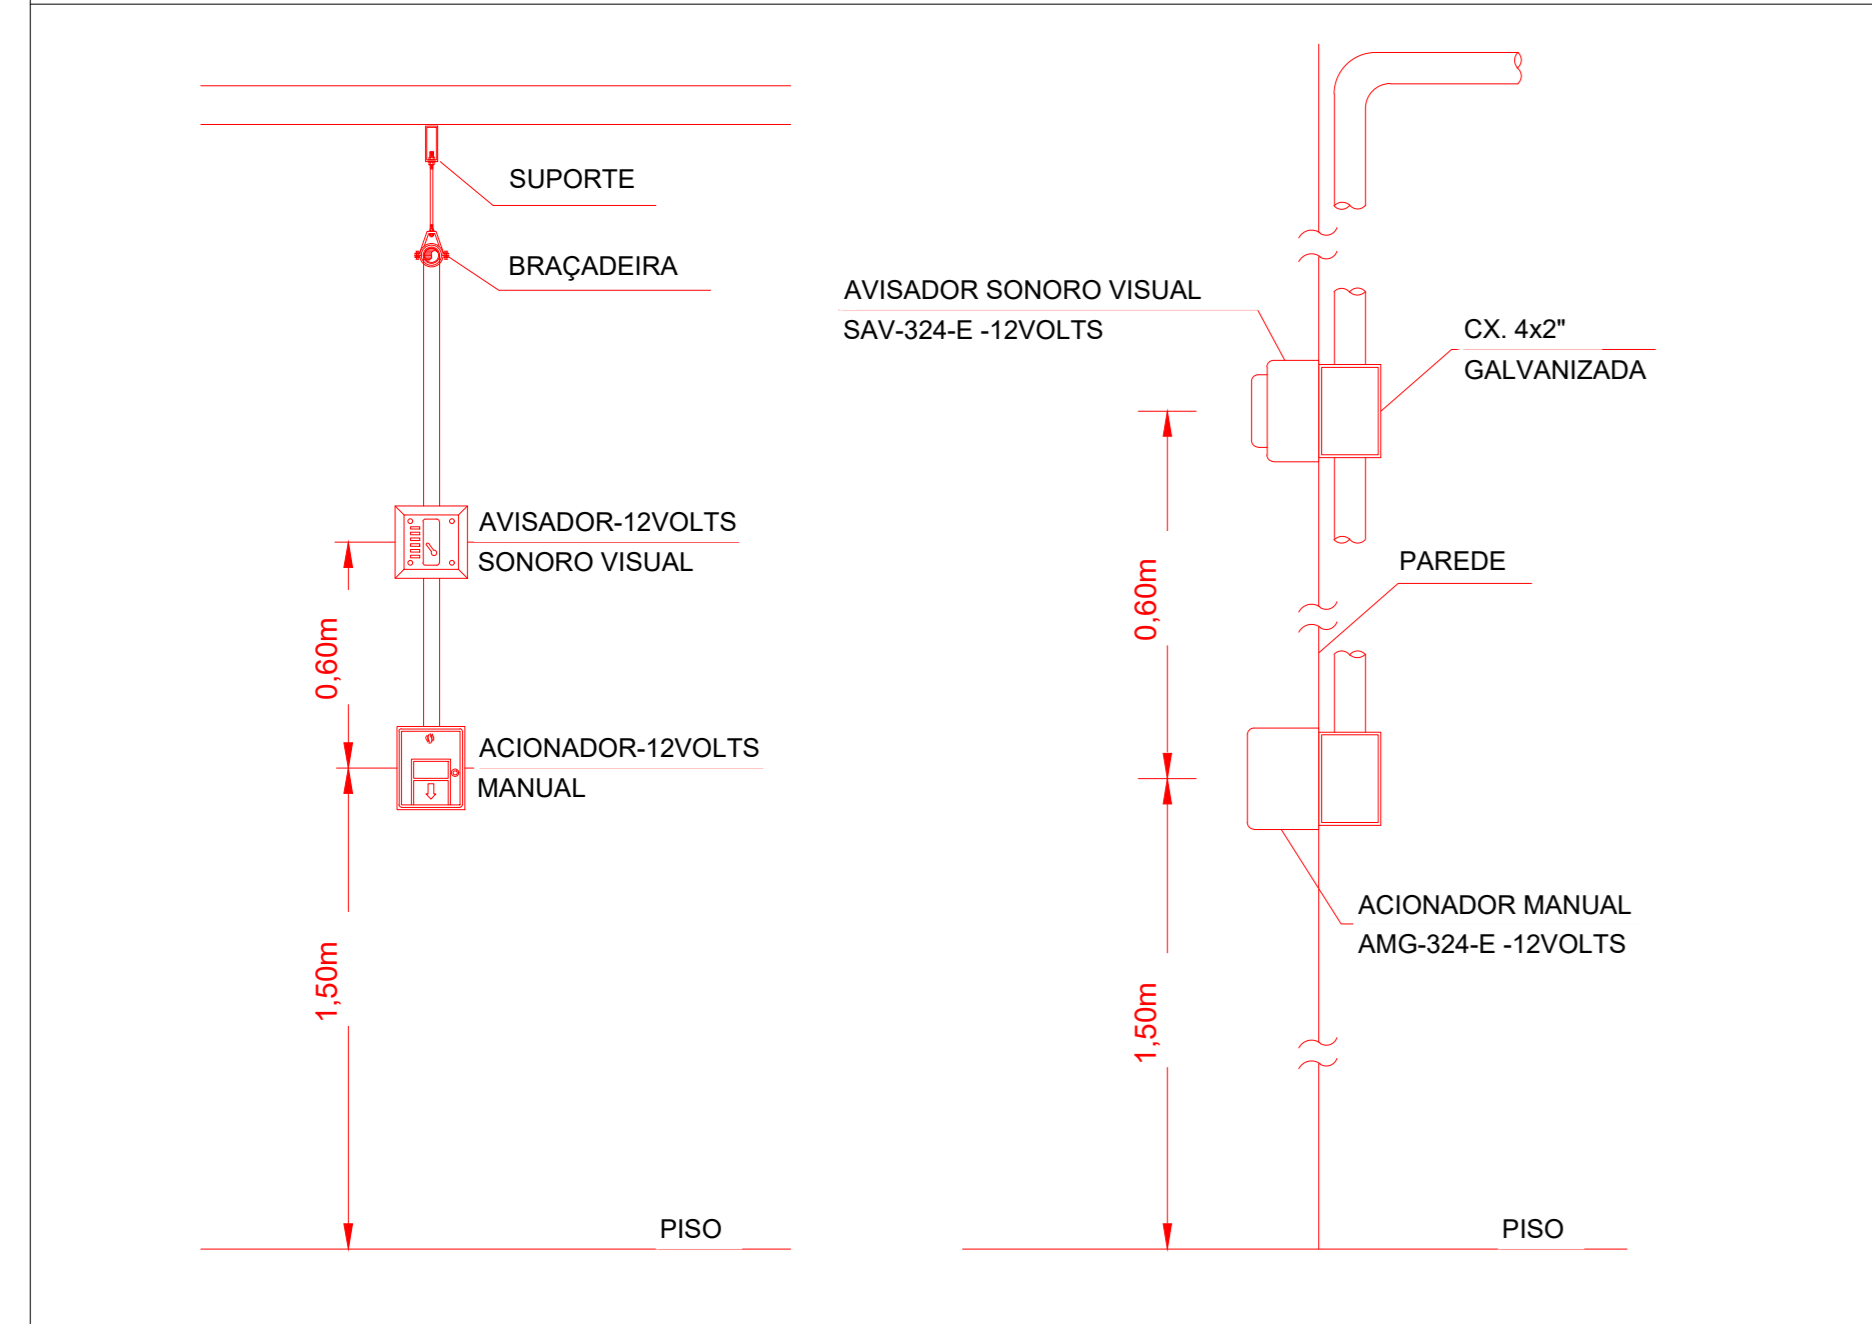 SUPORTE
BRAÇADEIRA
AVISADOR-12VOLTS
SONORO VISUAL
0,60m
ACIONADOR-12VOLTS
MANUAL
1,50m
PISO
AVISADOR SONORO VISUAL
SAV-324-E -12VOLTS
CX. 4x2"
GALVANIZADA
PAREDE
0,60m
ACIONADOR MANUAL
AMG-324-E -12VOLTS
1,50m
PISO